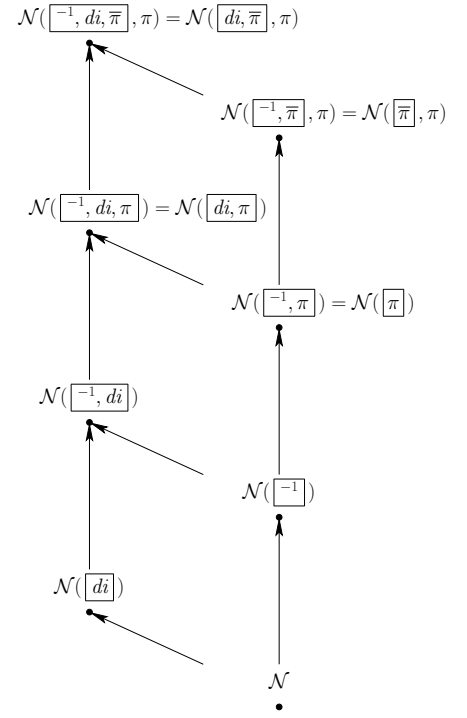 𝒩(⁻¹, di, π̅, π) = 𝒩(di, π̅, π)
𝒩(⁻¹, π̅, π) = 𝒩(π̅, π)
𝒩(⁻¹, di, π) = 𝒩(di, π)
𝒩(⁻¹, π) = 𝒩(π)
𝒩(⁻¹, di)
𝒩(⁻¹)
𝒩(di)
𝒩